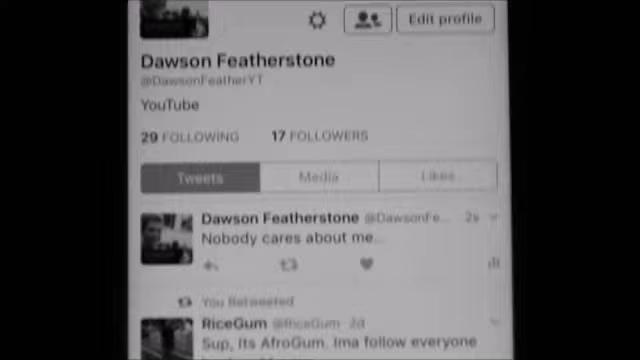 Edit profile
Dawson Featherstone
@DawsonFeatherYT
YouTube
29 FOLLOWING 17 FOLLOWERS
Tweets Media Likes
Dawson Featherstone @DawsonFe... 2s
Nobody cares about me...
You Retweeted
RiceGum @RiceGum 2d
Sup, Its AfroGum. Ima follow everyone